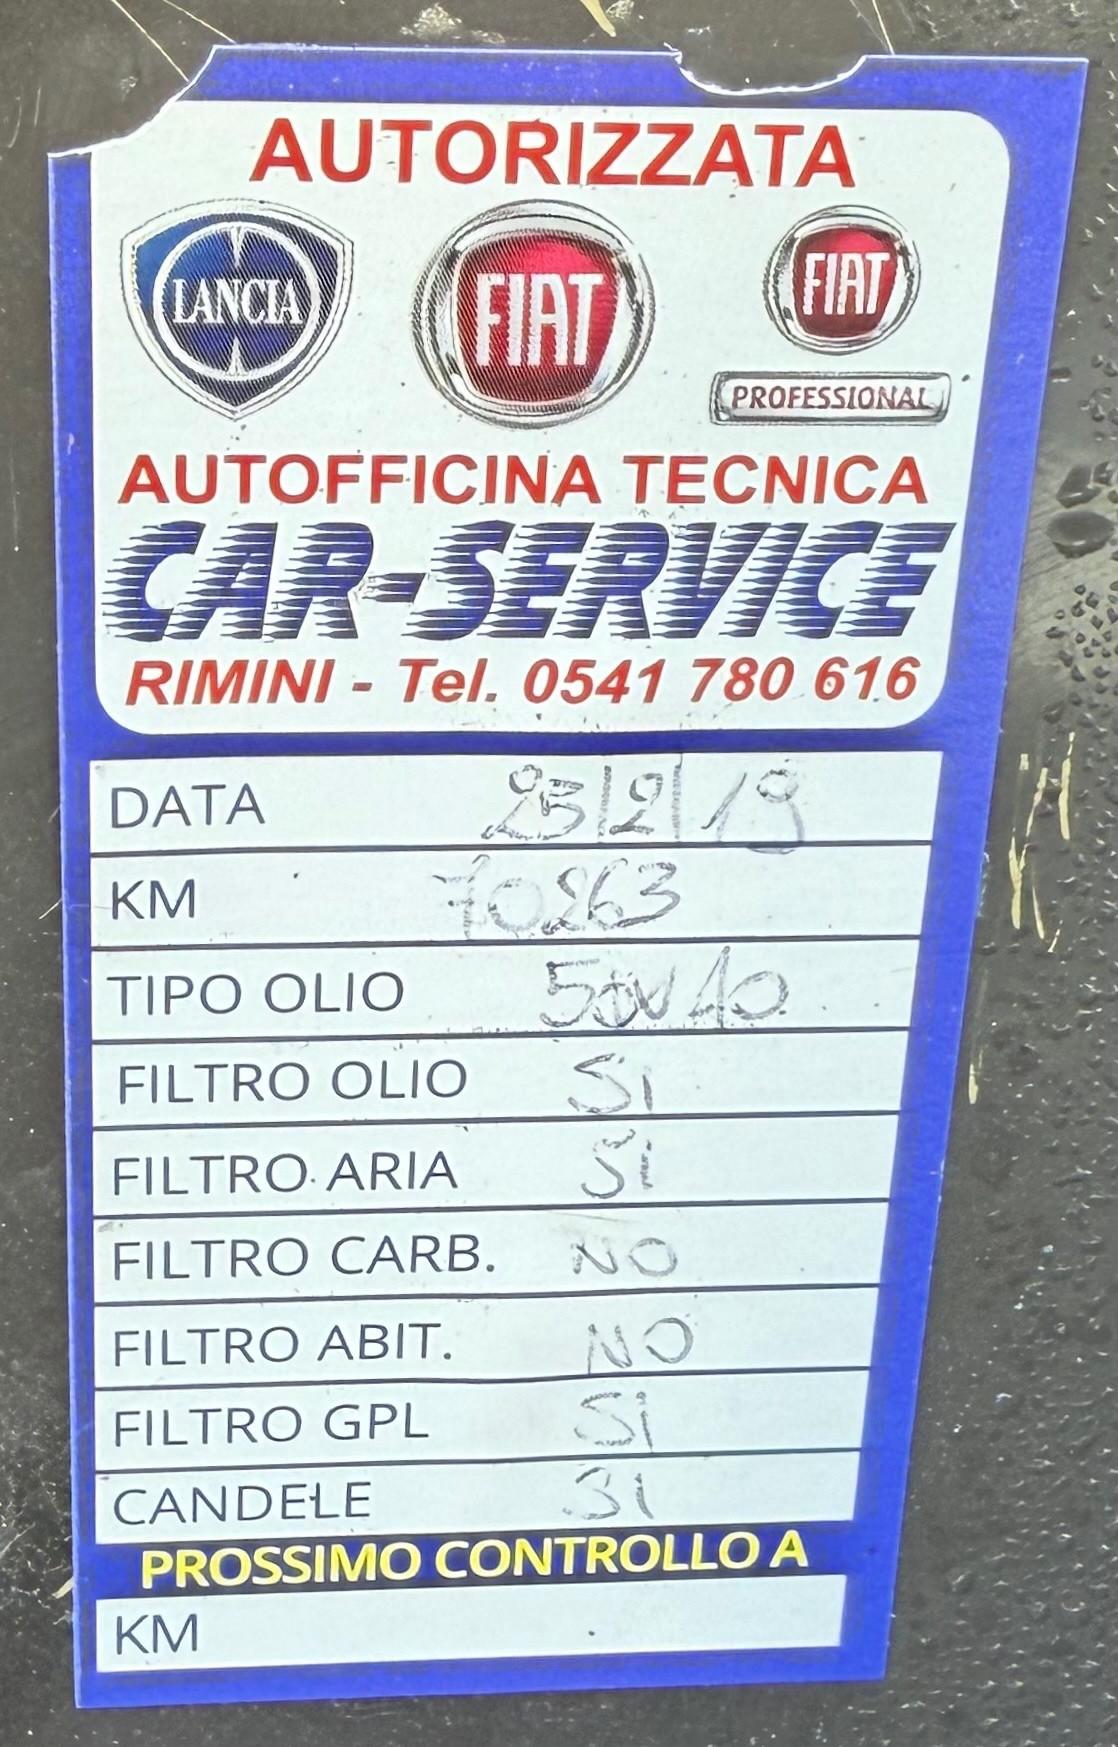 AUTORIZZATA
LANCIA FIAT FIAT
PROFESSIONAL
AUTOFFICINA TECNICA
CAR-SERVICE
RIMINI - Tel. 0541 780 616
DATA 25/2/19
KM 70263
TIPO OLIO
FILTRO OLIO Si
FILTRO ARIA Si
FILTRO CARB. NO
FILTRO ABIT. NO
FILTRO GPL Si
CANDELE Si
PROSSIMO CONTROLLO A
KM